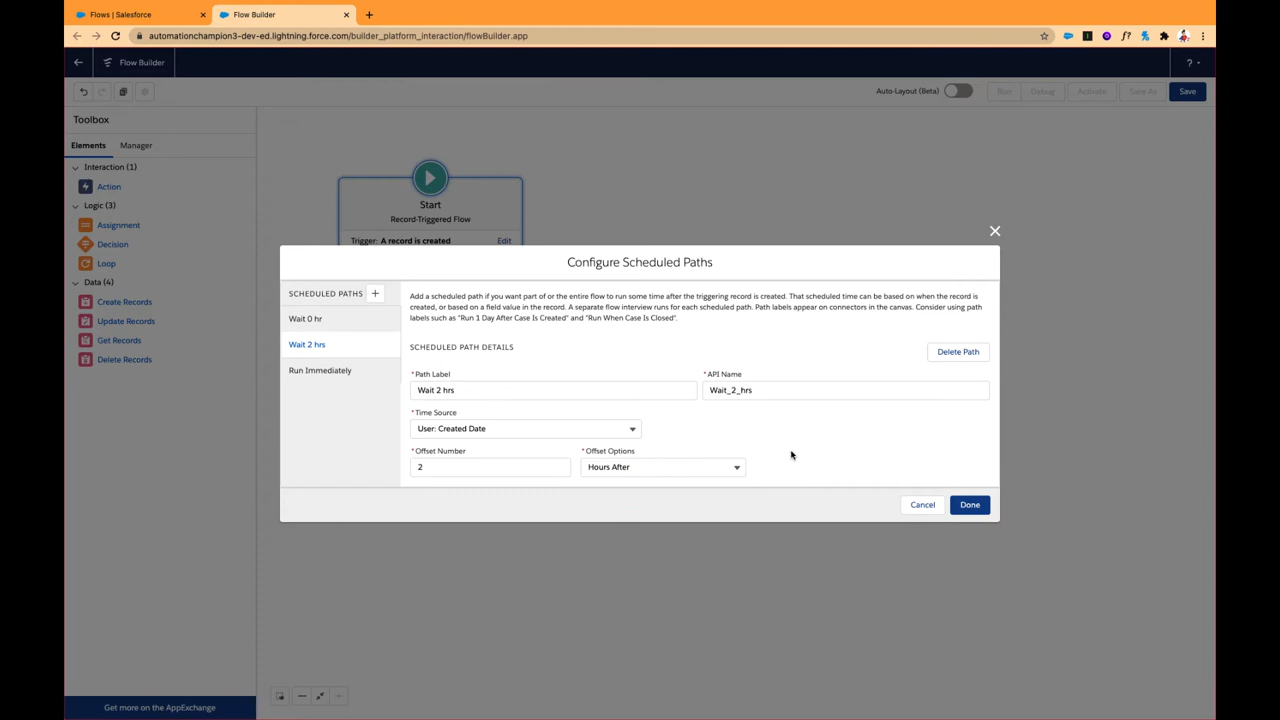 Flows | Salesforce
Flow Builder
automationchampion3-dev-ed.lightning.force.com/builder_platform_interaction/flowBuilder.app
Flow Builder
?
Auto-Layout (Beta)
Run
Debug
Activate
Save As
Save
Toolbox
Elements
Manager
Interaction (1)
Action
Logic (3)
Assignment
Decision
Loop
Data (4)
Create Records
Update Records
Get Records
Delete Records
Get more on the AppExchange
Start
Record-Triggered Flow
Trigger: A record is created
Edit
Configure Scheduled Paths
SCHEDULED PATHS
Wait 0 hr
Wait 2 hrs
Run Immediately
Add a scheduled path if you want part of or the entire flow to run some time after the triggering record is created. That scheduled time can be based on when the record is
created, or based on a field value in the record. A separate flow interview runs for each scheduled path. Path labels appear on connectors in the canvas. Consider using path
labels such as "Run 1 Day After Case Is Created" and "Run When Case Is Closed".
SCHEDULED PATH DETAILS
Delete Path
*Path Label
*API Name
Wait 2 hrs
Wait_2_hrs
*Time Source
User: Created Date
*Offset Number
*Offset Options
2
Hours After
Cancel
Done